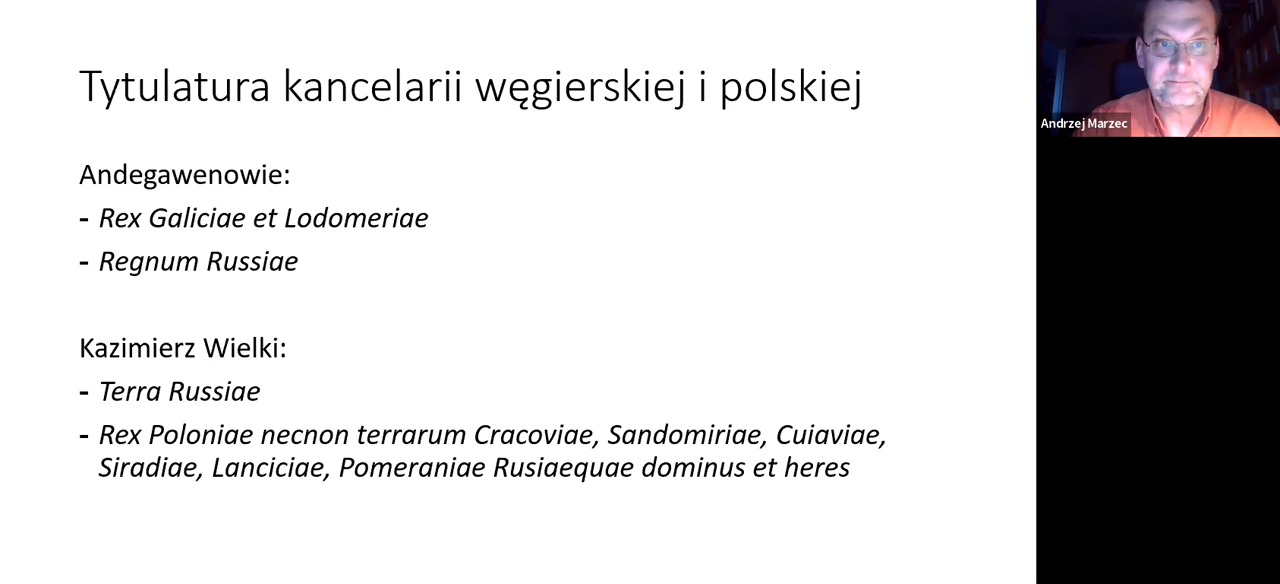 Tytulatura kancelarii węgierskiej i polskiej
Andrzej Marzec
Andegawenowie:
- Rex Galiciae et Lodomeriae
- Regnum Russiae
Kazimierz Wielki:
- Terra Russiae
- Rex Poloniae necnon terrarum Cracoviae, Sandomiriae, Cuiaviae,
Siradiae, Lanciciae, Pomeraniae Rusiaequae dominus et heres